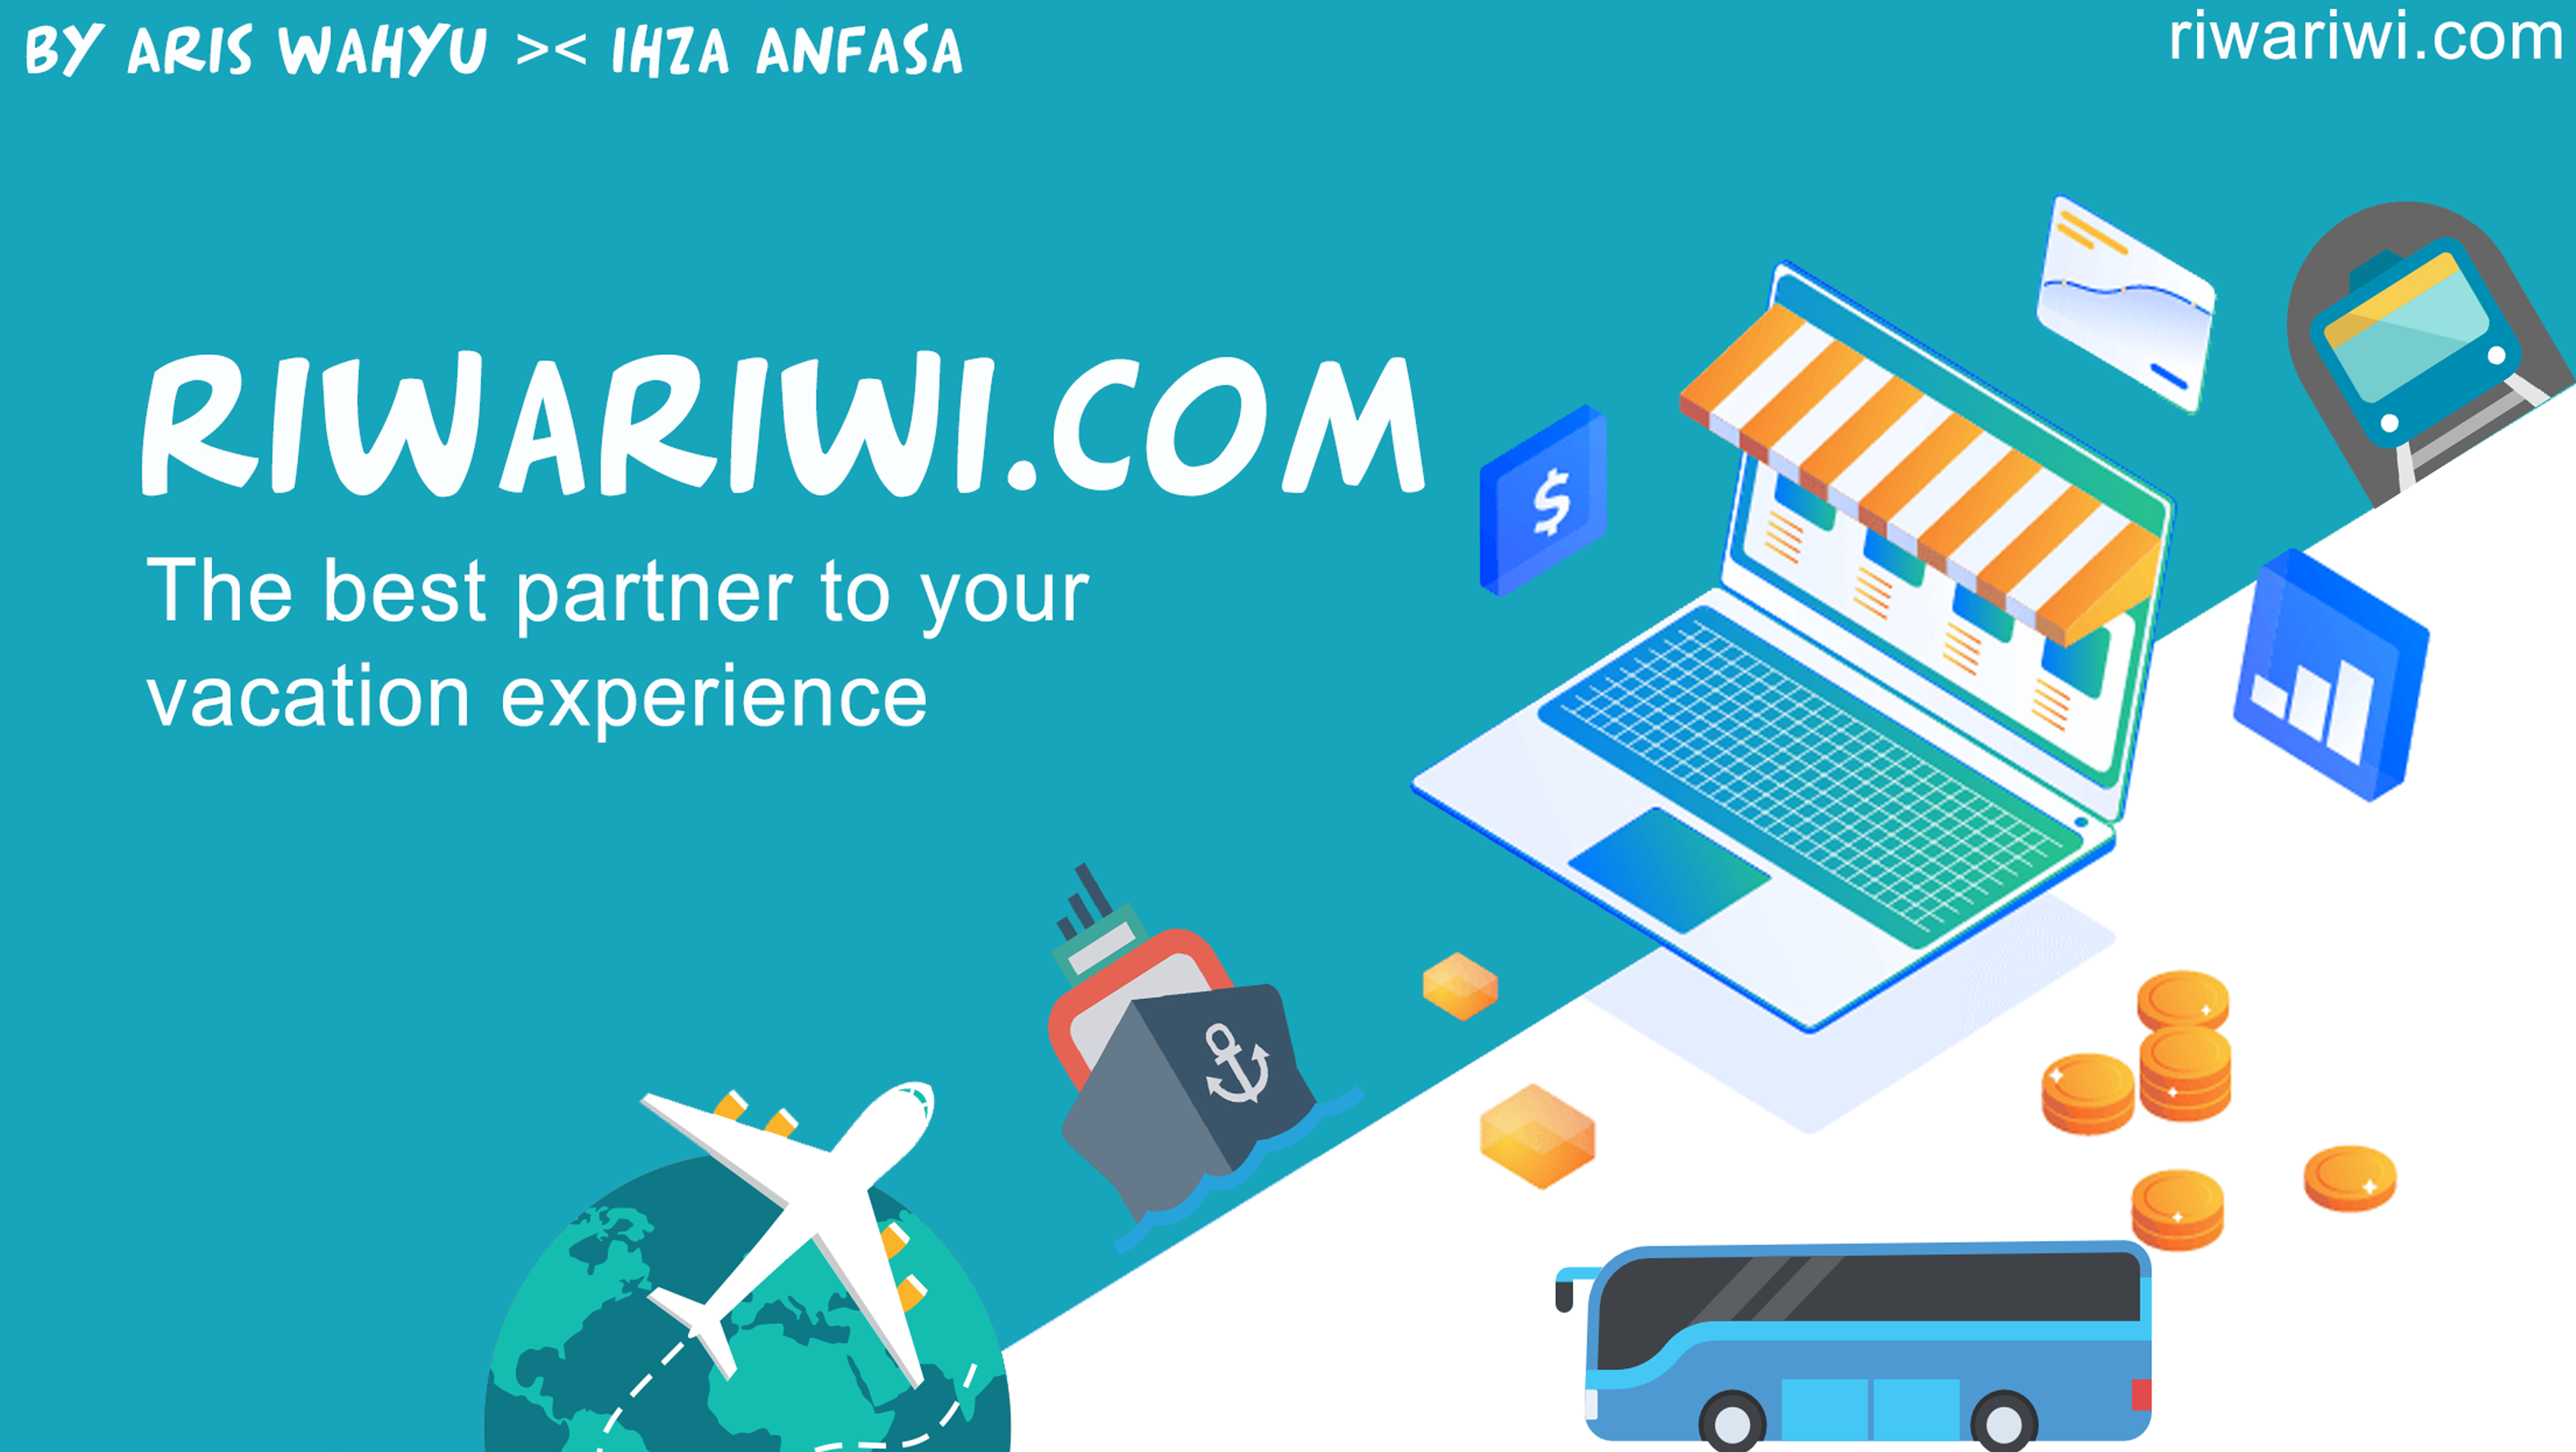 BY ARIS WAHYU >< IHZA ANFASA
riwariwi.com
RIWARIWI.COM
The best partner to your
vacation experience
$